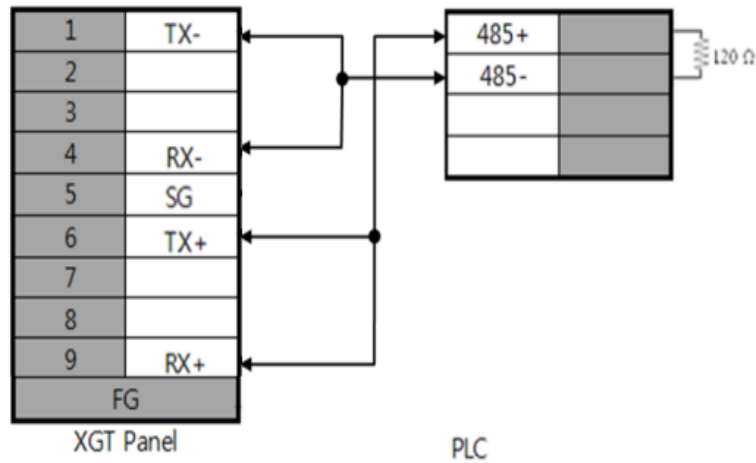 1 TX-
2
3
4 RX-
5 SG
6 TX+
7
8
9 RX+
FG
XGT Panel
485+
485-
120 Ω
PLC